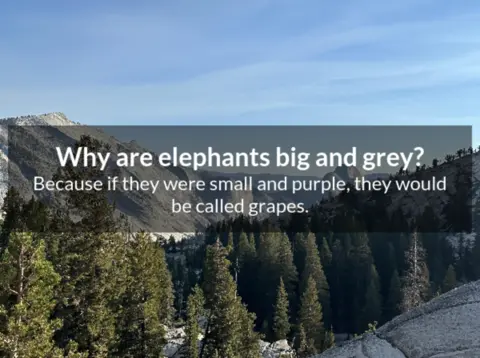 Why are elephants big and grey?
Because if they were small and purple, they would
be called grapes.